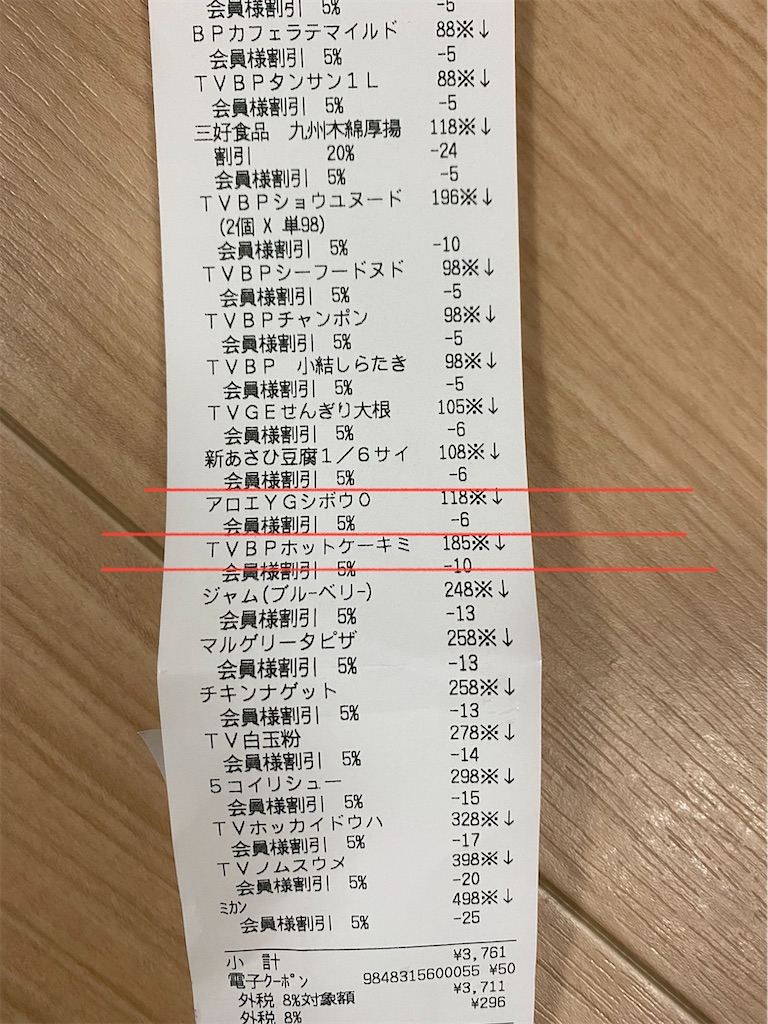 会員様割引 5% -5
BPカフェラテマイルド 88※↓
会員様割引 5% -5
TVBPタンサン1L 88※↓
会員様割引 5% -5
三好食品 九州木綿厚揚 118※↓
割引 20% -24
会員様割引 5% -5
TVBPショウユヌード 196※↓
(2個 X 単98)
会員様割引 5% -10
TVBPシーフードヌド 98※↓
会員様割引 5% -5
TVBPチャンポン 98※↓
会員様割引 5% -5
TVBP 小結しらたき 98※↓
会員様割引 5% -5
TVGEせんぎり大根 105※↓
会員様割引 5% -6
新あさひ豆腐1/6サイ 108※↓
会員様割引 5% -6
アロエYGシボウ0 118※↓
会員様割引 5% -6
TVBPホットケーキミ 185※↓
会員様割引 5% -10
ジャム(ブルーベリー) 248※↓
会員様割引 5% -13
マルゲリータピザ 258※↓
会員様割引 5% -13
チキンナゲット 258※↓
会員様割引 5% -13
TV白玉粉 278※↓
会員様割引 5% -14
5コイリシュー 298※↓
会員様割引 5% -15
TVホッカイドウハ 328※↓
会員様割引 5% -17
TVノムスウメ 398※↓
会員様割引 5% -20
ミカン 498※↓
会員様割引 5% -25
小 計 ¥3,761
電子クーポン 9848315600055 ¥50
外税 8%対象額 ¥3,711
外税 8% ¥296